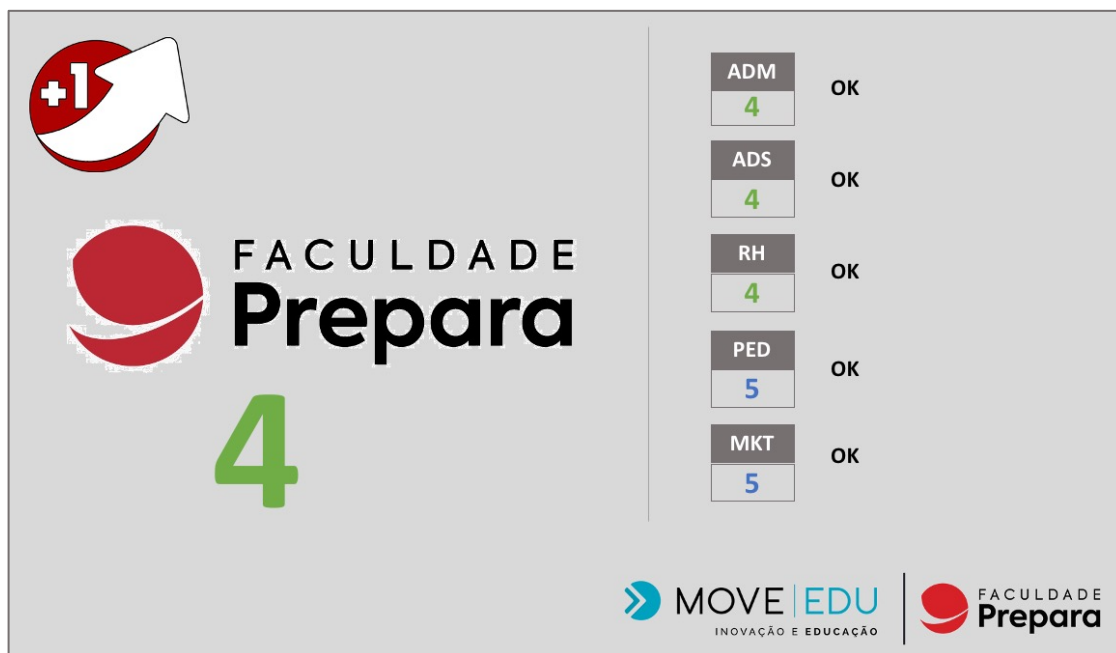 +1
FACULDADE
Prepara
4
ADM
4
OK
ADS
4
OK
RH
4
OK
PED
5
OK
MKT
5
OK
MOVE|EDU
INOVAÇÃO E EDUCAÇÃO
FACULDADE
Prepara